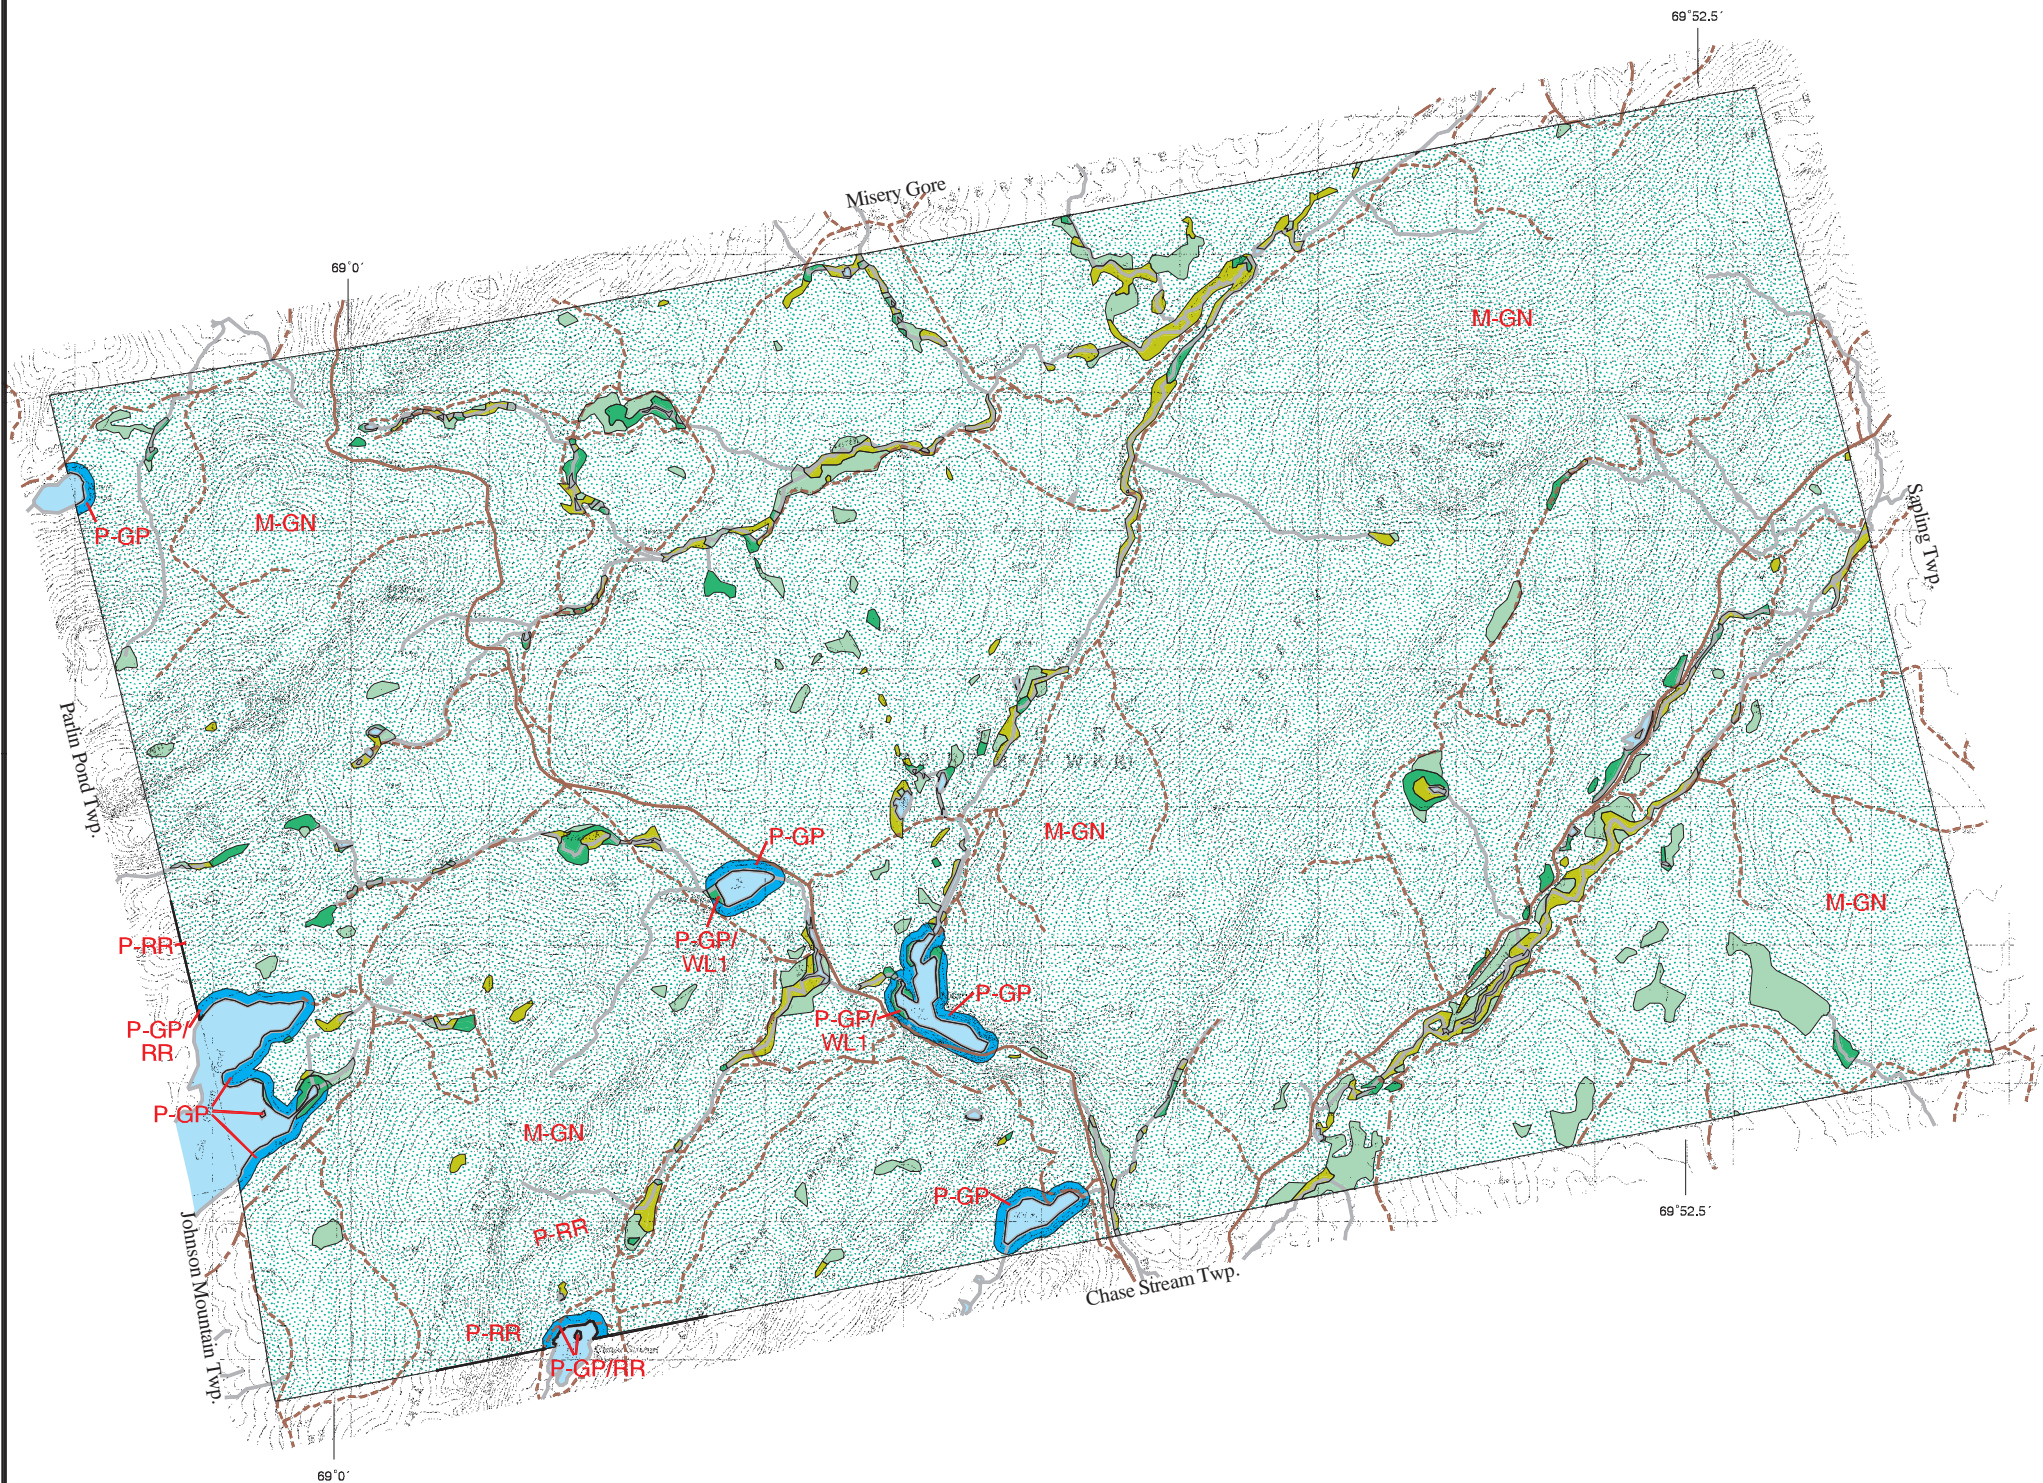 69°52.5'
Misery Gore
69°0'
M-GN
Sapling Twp.
M-GN
P-GP
Parlin Pond Twp.
M-GN
P-GP
M-GN
P-RR
P-GP/
WL1
P-GP
P-GP/
WL1
P-GP/
RR
P-GP
M-GN
P-GP
69°52.5'
P-RR
Johnson Mountain Twp.
Chase Stream Twp.
P-RR
P-GP/RR
69°0'